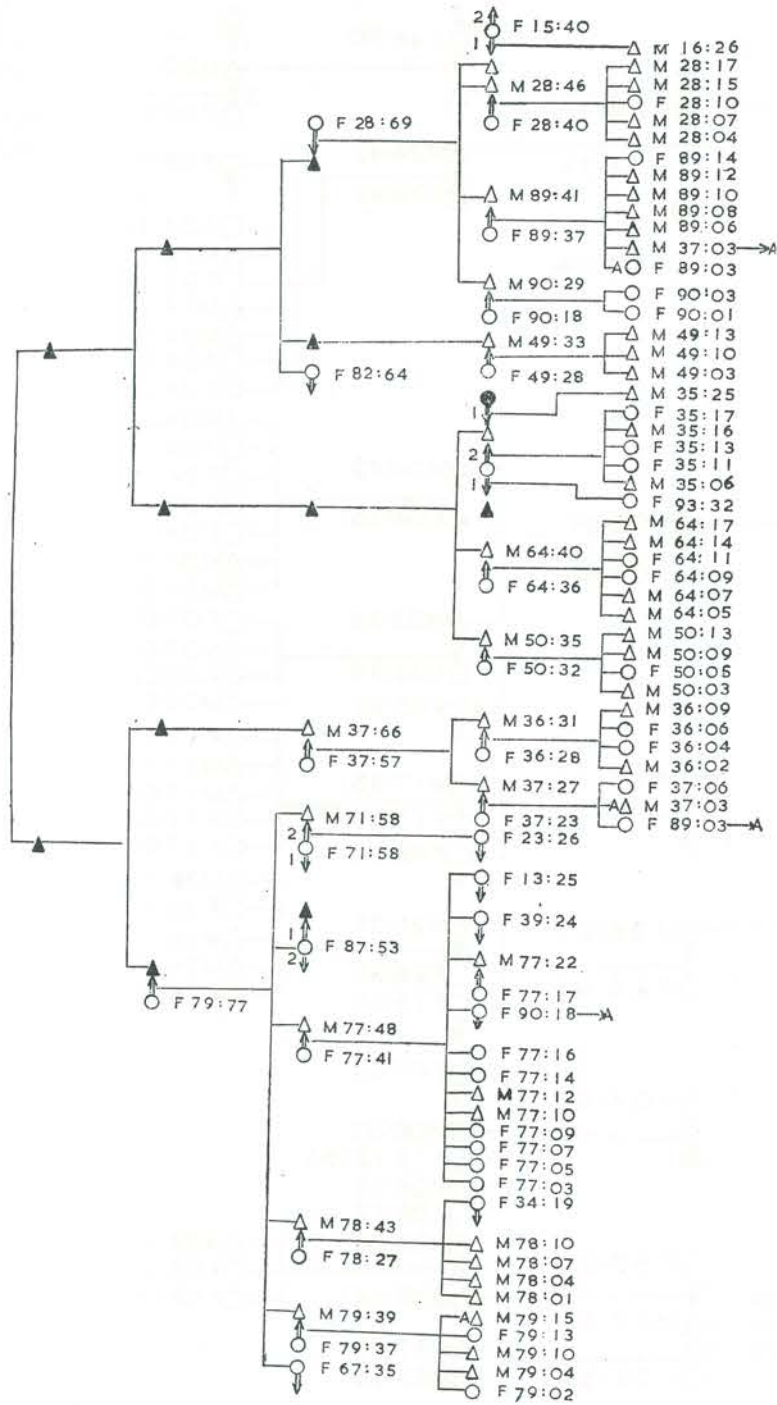 2
F 15:40
1
M 16:26
M 28:17
M 28:46
M 28:15
F 28:10
F 28:69
F 28:40
M 28:07
M 28:04
F 89:14
M 89:12
M 89:41
M 89:10
M 89:08
F 89:37
M 89:06
M 37:03 A
A F 89:03
M 90:29
F 90:03
F 90:18
F 90:01
M 49:33
M 49:13
M 49:10
F 82:64
F 49:28
M 49:03
M 35:25
1
F 35:17
M 35:16
2
F 35:13
F 35:11
1
M 35:06
F 93:32
M 64:17
M 64:40
M 64:14
F 64:11
F 64:36
F 64:09
M 64:07
M 64:05
M 50:35
M 50:13
M 50:09
F 50:32
F 50:05
M 50:03
M 37:66
M 36:31
M 36:09
F 36:06
F 37:57
F 36:28
F 36:04
M 36:02
M 37:27
F 37:06
M 71:58
A M 37:03
2
F 37:23
F 89:03 A
1
F 71:58
F 23:26
F 13:25
1
F 87:53
F 39:24
2
M 77:22
F 79:77
F 77:17
F 90:18 A
M 77:48
F 77:41
F 77:16
F 77:14
M 77:12
M 77:10
F 77:09
F 77:07
F 77:05
F 77:03
F 34:19
M 78:43
M 78:10
F 78:27
M 78:07
M 78:04
M 78:01
M 79:39
A M 79:15
F 79:13
F 79:37
M 79:10
F 67:35
M 79:04
F 79:02